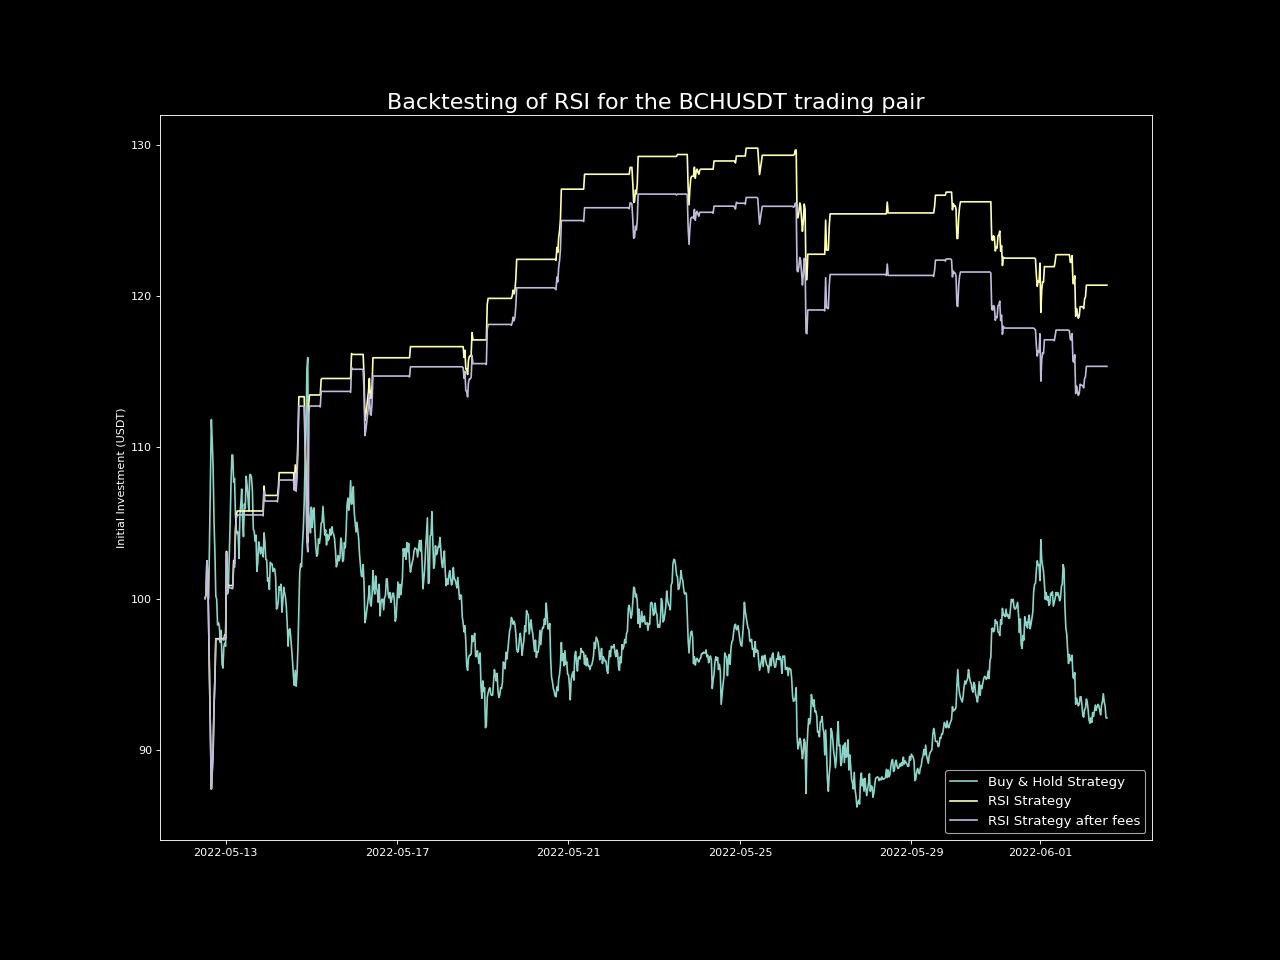 Backtesting of RSI for the BCHUSDT trading pair
Initial Investment (USDT)
130
120
110
100
90
2022-05-13
2022-05-17
2022-05-21
2022-05-25
2022-05-29
2022-06-01
Buy & Hold Strategy
RSI Strategy
RSI Strategy after fees